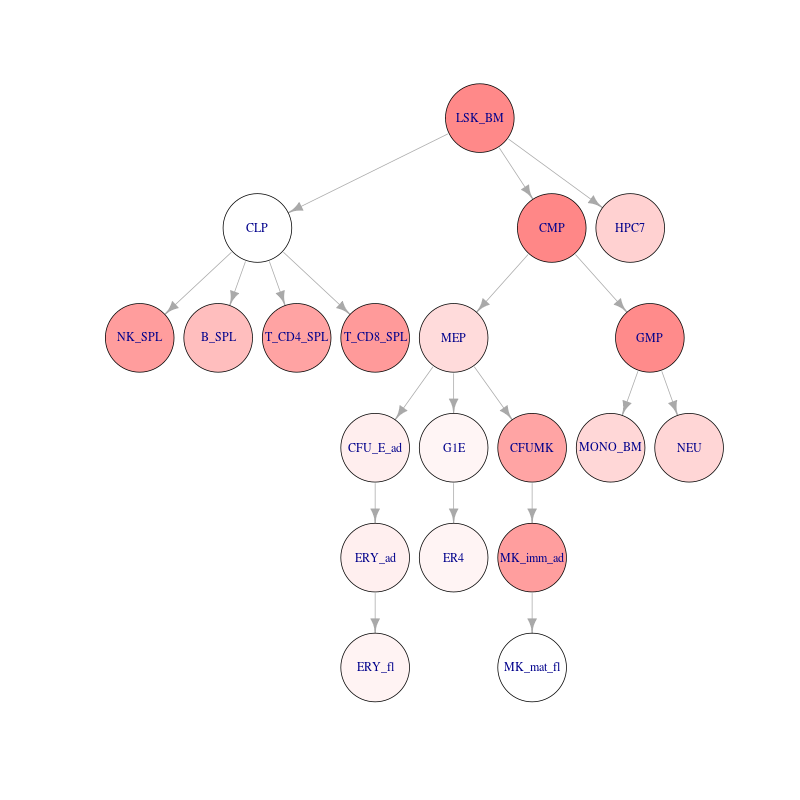 LSK_BM
CLP
CMP
HPC7
NK_SPL
B_SPL
T_CD4_SPL
T_CD8_SPL
MEP
GMP
CFU_E_ad
G1E
CFUMK
MONO_BM
NEU
ERY_ad
ER4
MK_imm_ad
ERY_fl
MK_mat_fl